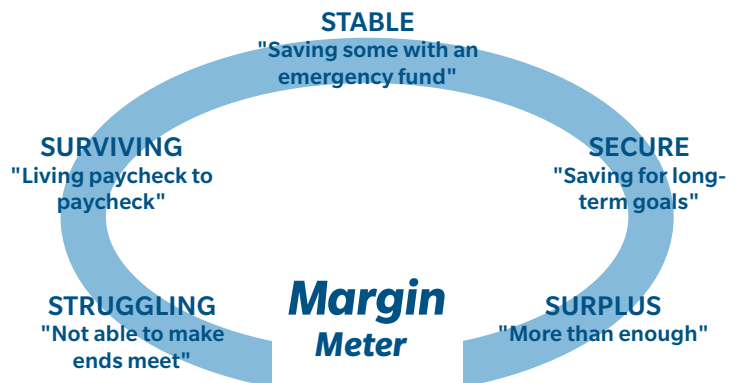 STABLE
"Saving some with an
emergency fund"
SURVIVING
"Living paycheck to
paycheck"
SECURE
"Saving for long-
term goals"
STRUGGLING
"Not able to make
ends meet"
Margin
Meter
SURPLUS
"More than enough"